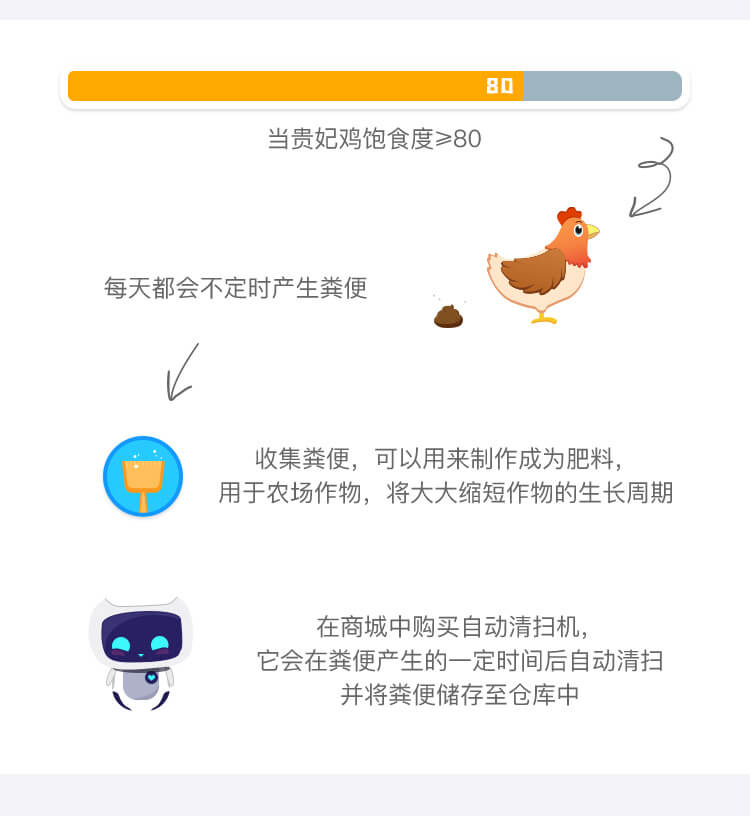 80
当贵妃鸡饱食度≥80
每天都会不定时产生粪便
收集粪便，可以用来制作成为肥料，
用于农场作物，将大大缩短作物的生长周期
在商城中购买自动清扫机，
它会在粪便产生的一定时间后自动清扫
并将粪便储存至仓库中